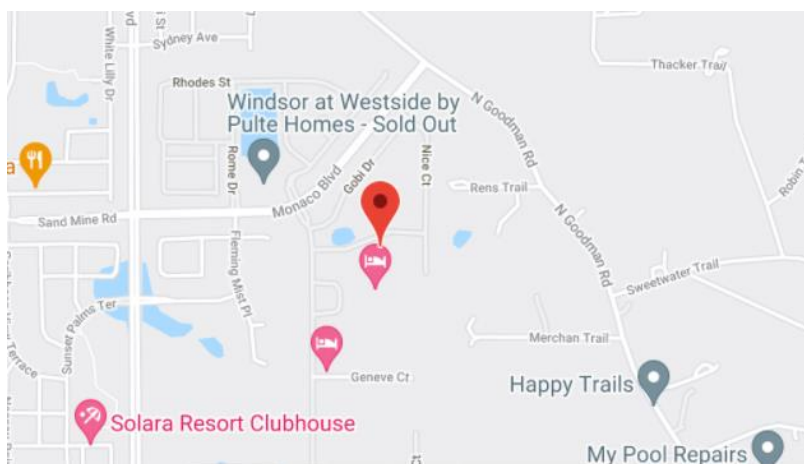 Sydney Ave
White Lilly Dr
Rhodes St
Thacker Trail
Windsor at Westside by
Pulte Homes - Sold Out
N Goodman Rd
Rome Dr
Monaco Blvd
Gobi Dr
Nice Ct
Rens Trail
Sand Mine Rd
Fleming Mist Pl
N Goodman Rd
Sweetwater Trail
Sunset Palms Ter
Merchan Trail
Geneve Ct
Happy Trails
Solara Resort Clubhouse
My Pool Repairs